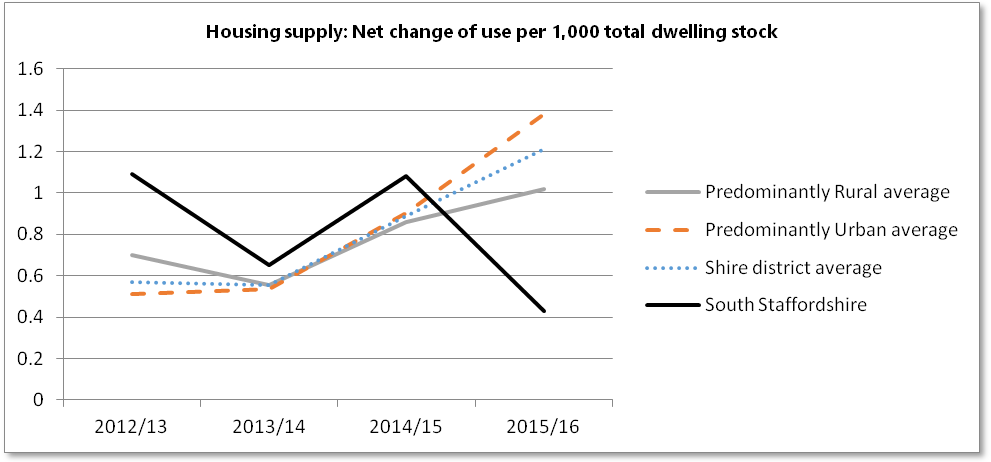 Housing supply: Net change of use per 1,000 total dwelling stock
1.6
1.4
1.2
1
0.8
0.6
0.4
0.2
0
2012/13 2013/14 2014/15 2015/16
Predominantly Rural average
Predominantly Urban average
Shire district average
South Staffordshire